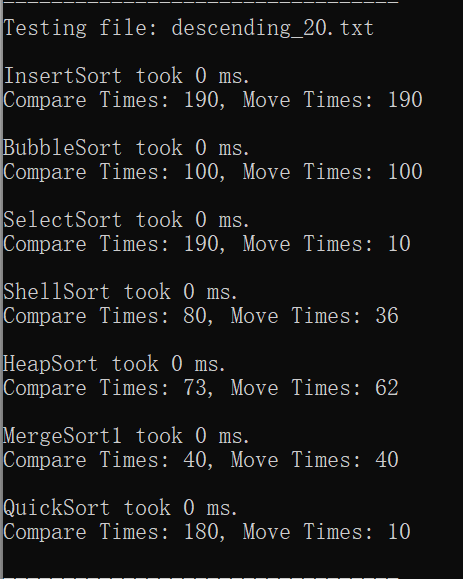 Testing file: descending_20.txt
InsertSort took 0 ms.
Compare Times: 190, Move Times: 190
BubbleSort took 0 ms.
Compare Times: 100, Move Times: 100
SelectSort took 0 ms.
Compare Times: 190, Move Times: 10
ShellSort took 0 ms.
Compare Times: 80, Move Times: 36
HeapSort took 0 ms.
Compare Times: 73, Move Times: 62
MergeSort1 took 0 ms.
Compare Times: 40, Move Times: 40
QuickSort took 0 ms.
Compare Times: 180, Move Times: 10